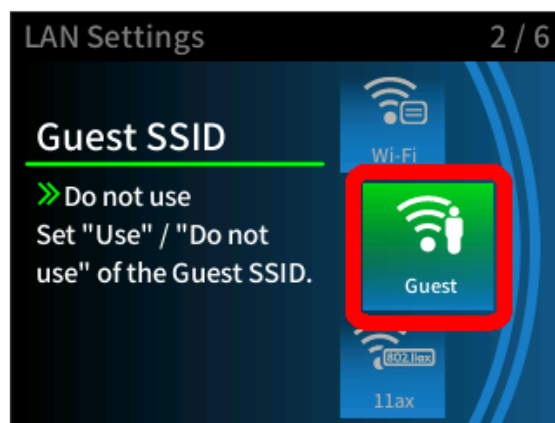 LAN Settings 2 / 6
Wi-Fi
Guest SSID
Do not use
Set "Use" / "Do not
use" of the Guest SSID.
Guest
802.11ax
11ax